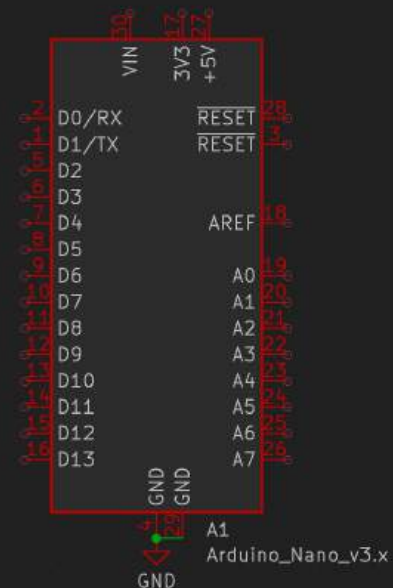 30 17 27
VIN 3V3 +5V
2 D0/RX RESET 28
1 D1/TX RESET 3
5 D2
6 D3
7 D4 AREF 18
8 D5
9 D6 A0 19
10 D7 A1 20
11 D8 A2 21
12 D9 A3 22
13 D10 A4 23
14 D11 A5 24
15 D12 A6 25
16 D13 A7 26
GND GND
4 29 A1
Arduino_Nano_v3.x
GND